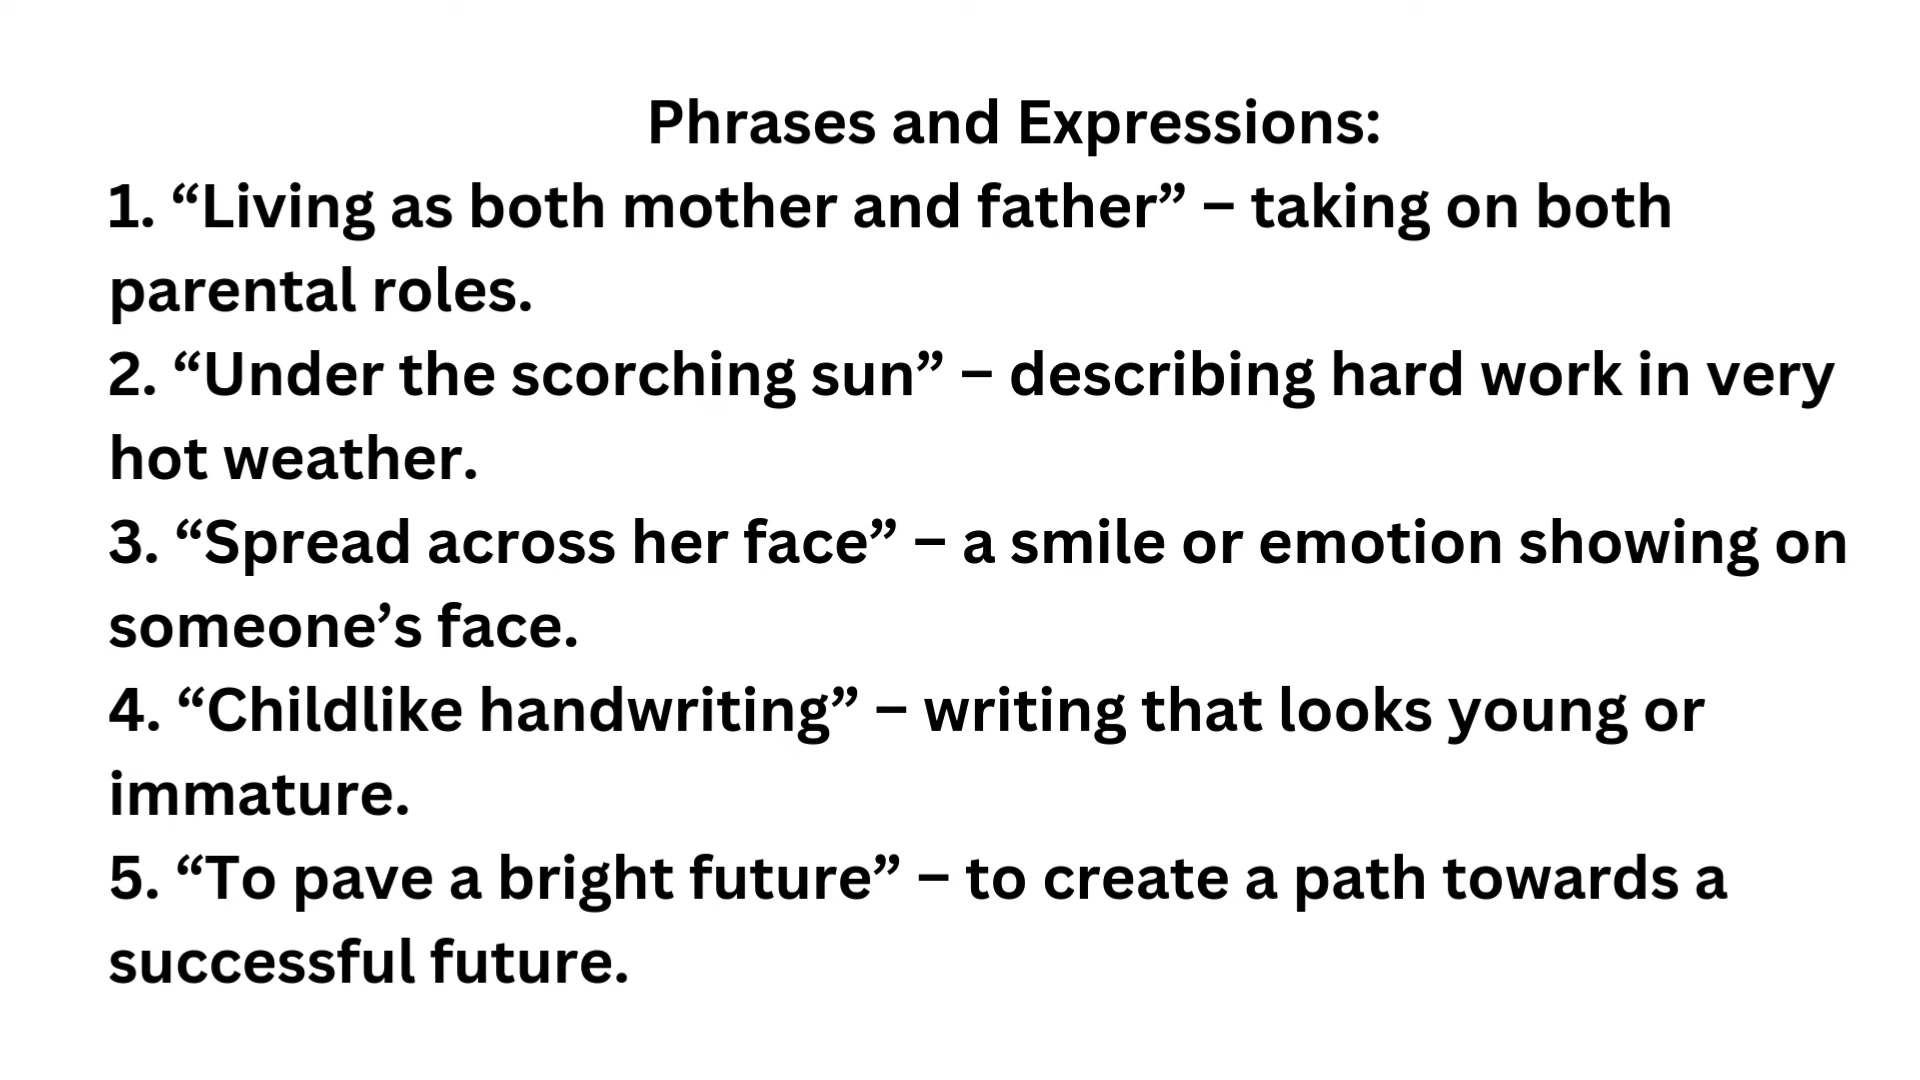 Phrases and Expressions:
1. “Living as both mother and father” – taking on both
parental roles.
2. “Under the scorching sun” – describing hard work in very
hot weather.
3. “Spread across her face” – a smile or emotion showing on
someone’s face.
4. “Childlike handwriting” – writing that looks young or
immature.
5. “To pave a bright future” – to create a path towards a
successful future.